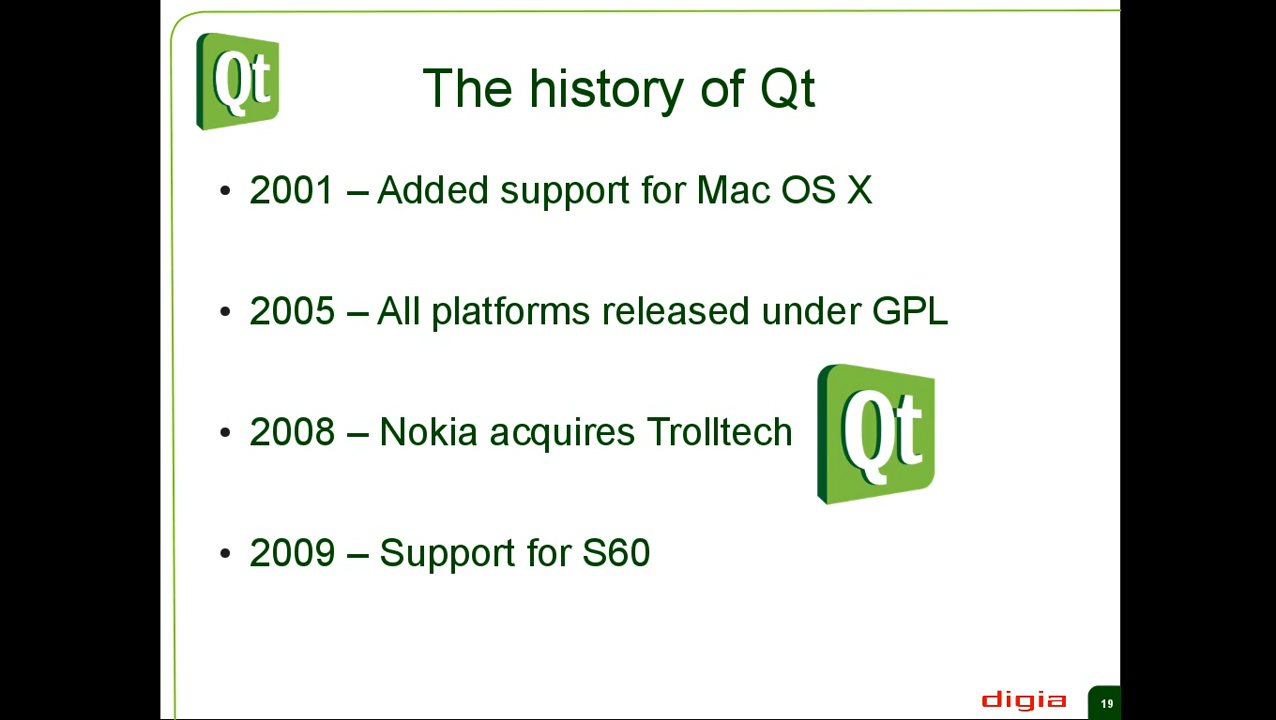 Qt
The history of Qt
• 2001 – Added support for Mac OS X
• 2005 – All platforms released under GPL
• 2008 – Nokia acquires Trolltech
Qt
• 2009 – Support for S60
digia
19